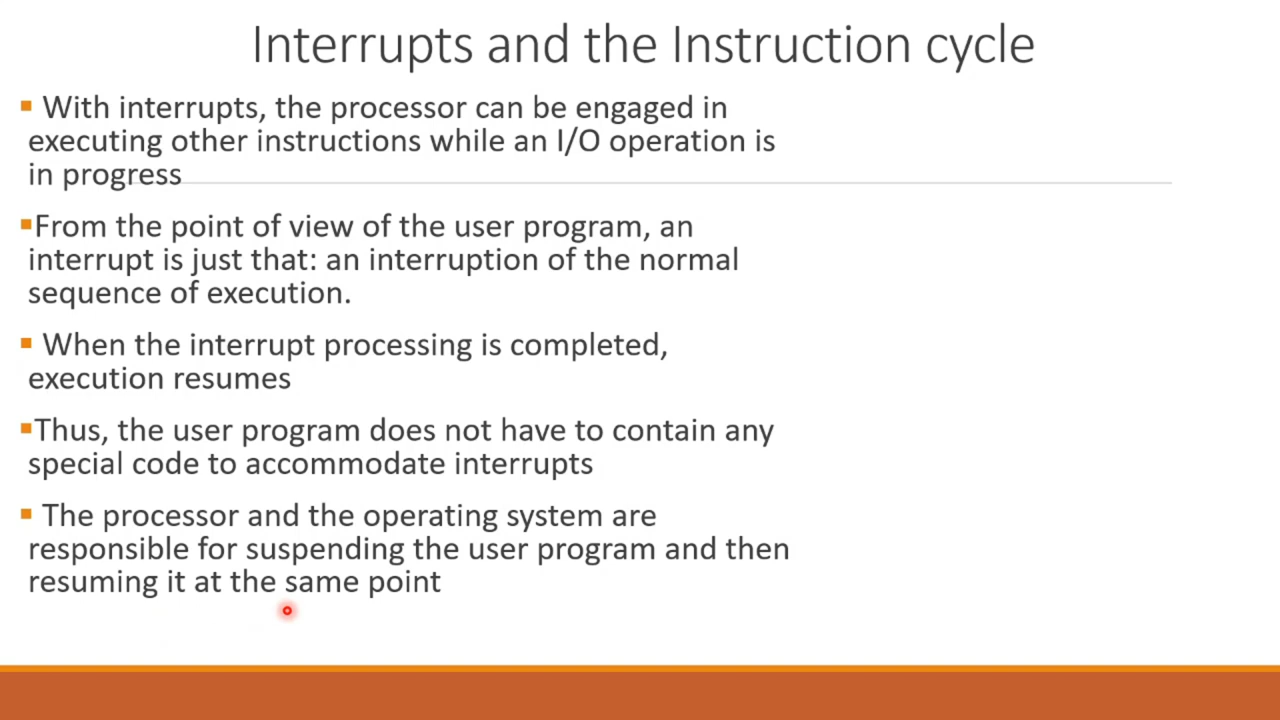 Interrupts and the Instruction cycle
▪ With interrupts, the processor can be engaged in
executing other instructions while an I/O operation is
in progress
▪From the point of view of the user program, an
interrupt is just that: an interruption of the normal
sequence of execution.
▪ When the interrupt processing is completed,
execution resumes
▪Thus, the user program does not have to contain any
special code to accommodate interrupts
▪ The processor and the operating system are
responsible for suspending the user program and then
resuming it at the same point